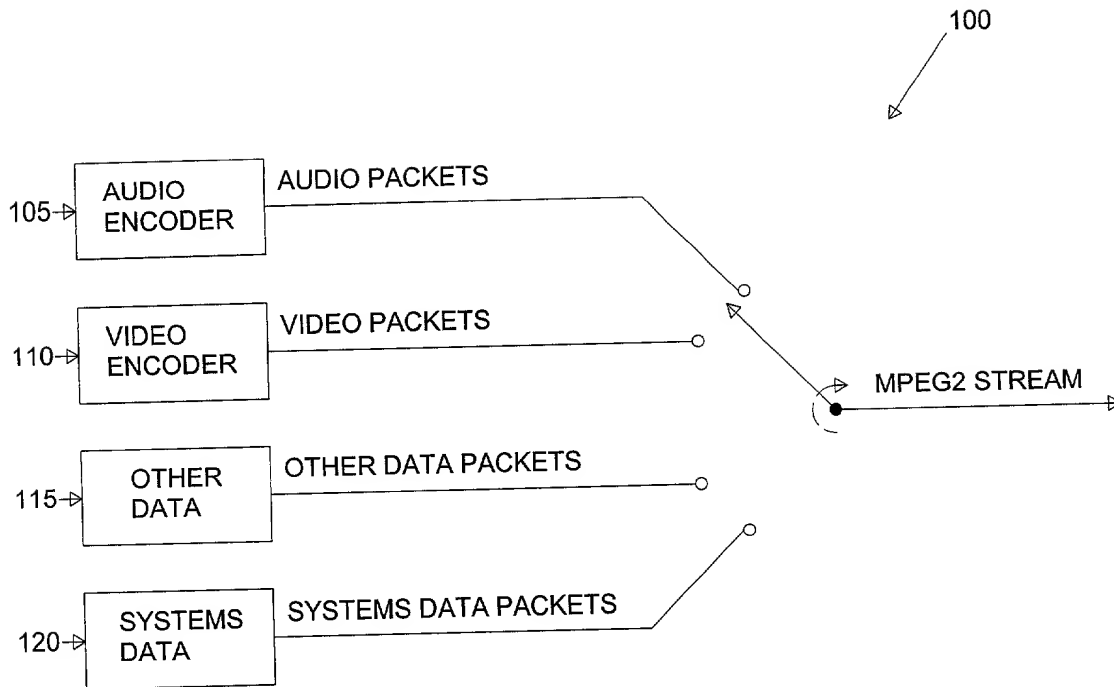 100
AUDIO PACKETS
105
AUDIO
ENCODER
VIDEO PACKETS
110
VIDEO
ENCODER
MPEG2 STREAM
OTHER DATA PACKETS
115
OTHER
DATA
SYSTEMS DATA PACKETS
120
SYSTEMS
DATA